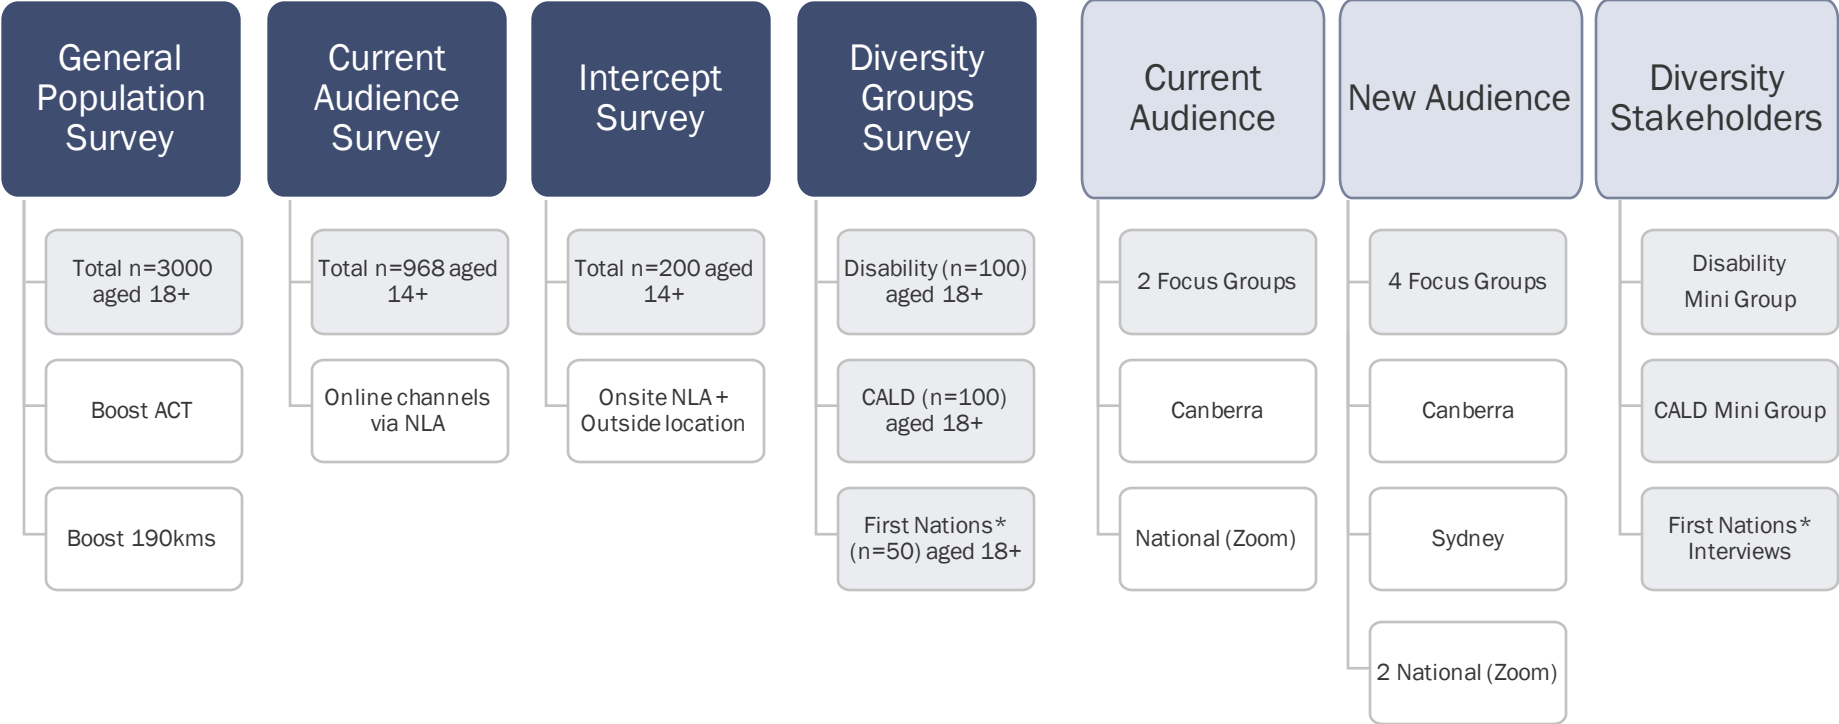 General
Population
Survey
Total n=3000
aged 18+
Boost ACT
Boost 190kms
Current
Audience
Survey
Total n=968 aged
14+
Online channels
via NLA
Intercept
Survey
Total n=200 aged
14+
Onsite NLA +
Outside location
Diversity
Groups
Survey
Disability (n=100)
aged 18+
CALD (n=100)
aged 18+
First Nations*
(n=50) aged 18+
Current
Audience
2 Focus Groups
Canberra
National (Zoom)
New Audience
4 Focus Groups
Canberra
Sydney
2 National (Zoom)
Diversity
Stakeholders
Disability
Mini Group
CALD Mini Group
First Nations*
Interviews